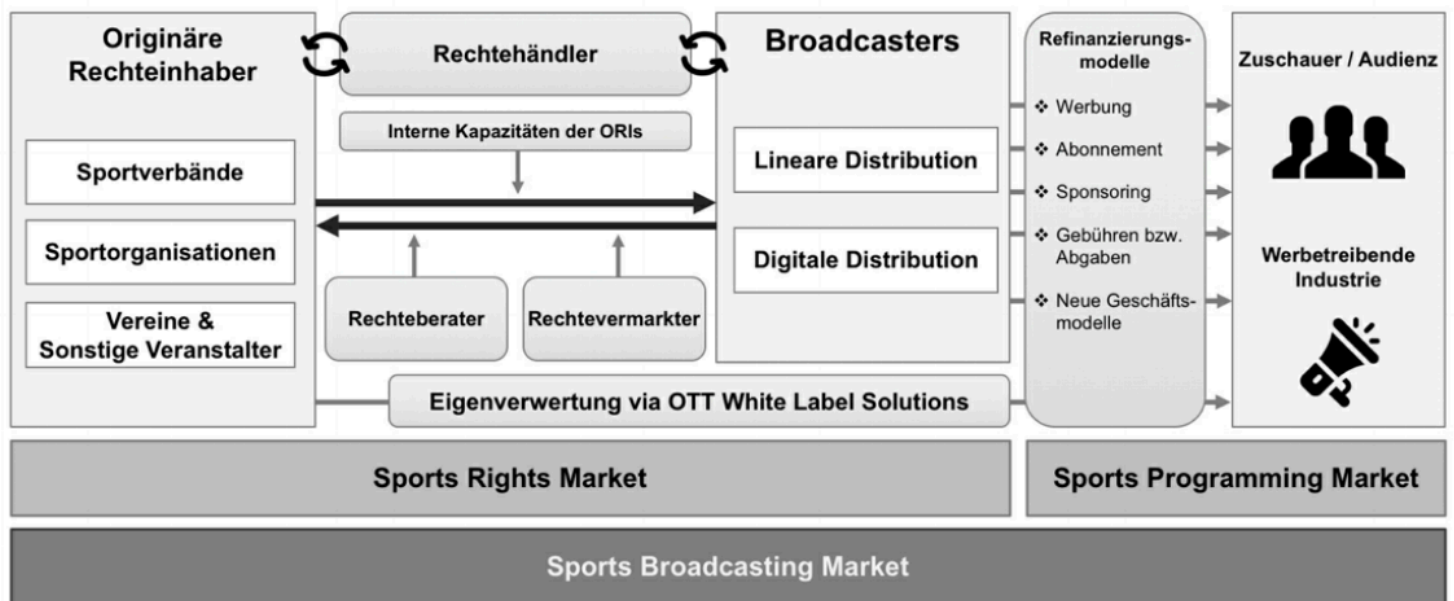 Originäre
Rechteinhaber
Sportverbände
Sportorganisationen
Vereine &
Sonstige Veranstalter
Rechtehändler
Interne Kapazitäten der ORIs
Rechteberater
Rechtevermarkter
Broadcasters
Lineare Distribution
Digitale Distribution
Eigenverwertung via OTT White Label Solutions
Refinanzierungs-
modelle
❖ Werbung
❖ Abonnement
❖ Sponsoring
❖ Gebühren bzw.
Abgaben
❖ Neue Geschäfts-
modelle
Zuschauer / Audienz
Werbetreibende
Industrie
Sports Rights Market
Sports Programming Market
Sports Broadcasting Market